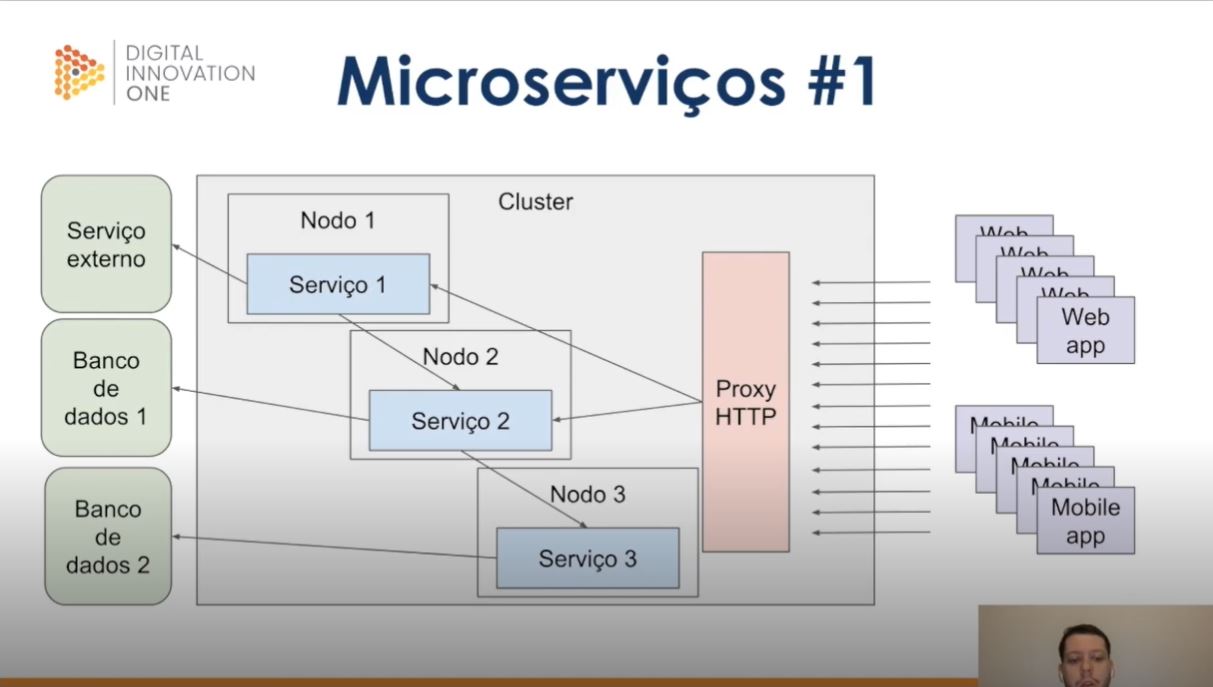 DIGITAL
INNOVATION
ONE
Microserviços #1
Serviço
externo
Banco
de
dados 1
Banco
de
dados 2
Cluster
Nodo 1
Serviço 1
Nodo 2
Serviço 2
Nodo 3
Serviço 3
Proxy
HTTP
Web
Web
Web
Web
Web
app
Mobile
Mobile
Mobile
Mobile
Mobile
app